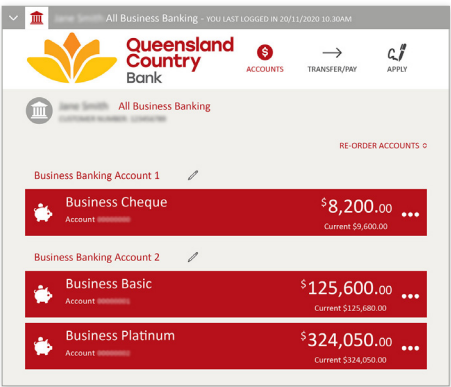 All Business Banking - YOU LAST LOGGED IN 20/11/2020 10.30AM
Queensland
Country
Bank
$
ACCOUNTS
TRANSFER/PAY
APPLY
All Business Banking
RE-ORDER ACCOUNTS
Business Banking Account 1
Business Cheque
$8,200.00
Account
Current $9,600.00
Business Banking Account 2
Business Basic
$125,600.00
Account
Current $125,680.00
Business Platinum
$324,050.00
Account
Current $324,050.00